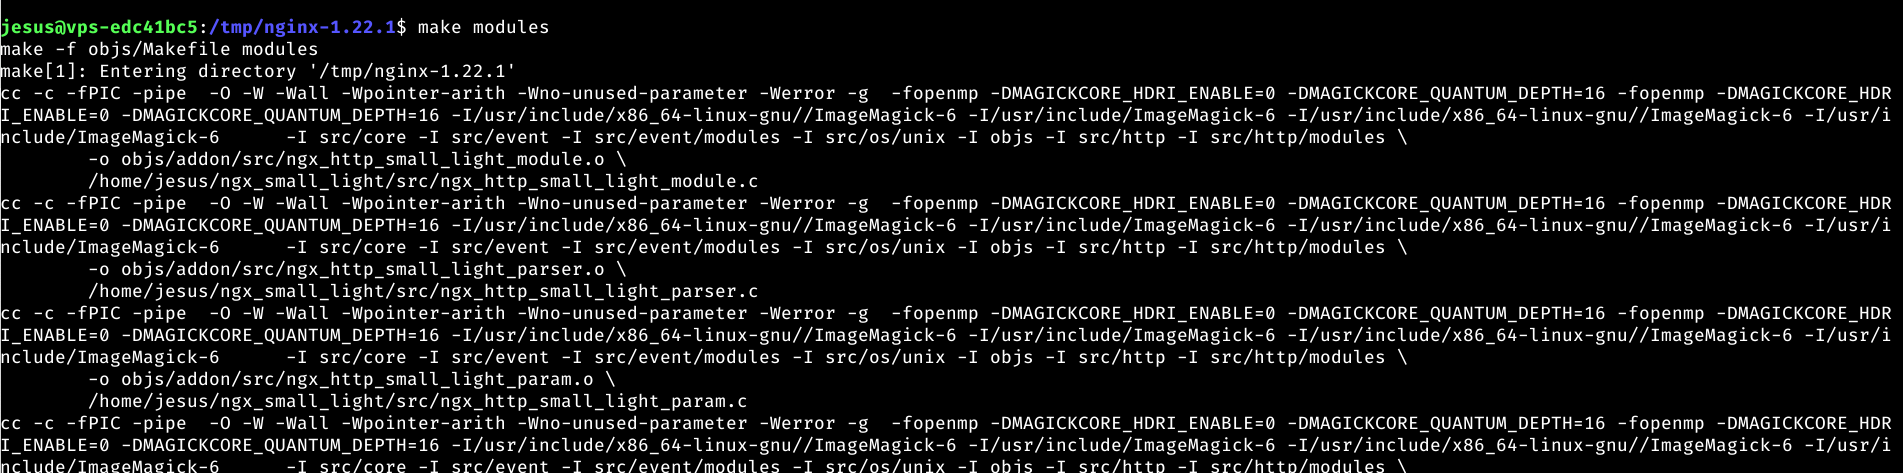 jesus@vps-edc41bc5:/tmp/nginx-1.22.1$ make modules
make -f objs/Makefile modules
make[1]: Entering directory '/tmp/nginx-1.22.1'
cc -c -fPIC -pipe  -O -W -Wall -Wpointer-arith -Wno-unused-parameter -Werror -g  -fopenmp -DMAGICKCORE_HDRI_ENABLE=0 -DMAGICKCORE_QUANTUM_DEPTH=16 -fopenmp -DMAGICKCORE_HDR
I_ENABLE=0 -DMAGICKCORE_QUANTUM_DEPTH=16 -I/usr/include/x86_64-linux-gnu//ImageMagick-6 -I/usr/include/ImageMagick-6 -I/usr/include/x86_64-linux-gnu//ImageMagick-6 -I/usr/i
nclude/ImageMagick-6      -I src/core -I src/event -I src/event/modules -I src/os/unix -I objs -I src/http -I src/http/modules \
        -o objs/addon/src/ngx_http_small_light_module.o \
        /home/jesus/ngx_small_light/src/ngx_http_small_light_module.c
cc -c -fPIC -pipe  -O -W -Wall -Wpointer-arith -Wno-unused-parameter -Werror -g  -fopenmp -DMAGICKCORE_HDRI_ENABLE=0 -DMAGICKCORE_QUANTUM_DEPTH=16 -fopenmp -DMAGICKCORE_HDR
I_ENABLE=0 -DMAGICKCORE_QUANTUM_DEPTH=16 -I/usr/include/x86_64-linux-gnu//ImageMagick-6 -I/usr/include/ImageMagick-6 -I/usr/include/x86_64-linux-gnu//ImageMagick-6 -I/usr/i
nclude/ImageMagick-6      -I src/core -I src/event -I src/event/modules -I src/os/unix -I objs -I src/http -I src/http/modules \
        -o objs/addon/src/ngx_http_small_light_parser.o \
        /home/jesus/ngx_small_light/src/ngx_http_small_light_parser.c
cc -c -fPIC -pipe  -O -W -Wall -Wpointer-arith -Wno-unused-parameter -Werror -g  -fopenmp -DMAGICKCORE_HDRI_ENABLE=0 -DMAGICKCORE_QUANTUM_DEPTH=16 -fopenmp -DMAGICKCORE_HDR
I_ENABLE=0 -DMAGICKCORE_QUANTUM_DEPTH=16 -I/usr/include/x86_64-linux-gnu//ImageMagick-6 -I/usr/include/ImageMagick-6 -I/usr/include/x86_64-linux-gnu//ImageMagick-6 -I/usr/i
nclude/ImageMagick-6      -I src/core -I src/event -I src/event/modules -I src/os/unix -I objs -I src/http -I src/http/modules \
        -o objs/addon/src/ngx_http_small_light_param.o \
        /home/jesus/ngx_small_light/src/ngx_http_small_light_param.c
cc -c -fPIC -pipe  -O -W -Wall -Wpointer-arith -Wno-unused-parameter -Werror -g  -fopenmp -DMAGICKCORE_HDRI_ENABLE=0 -DMAGICKCORE_QUANTUM_DEPTH=16 -fopenmp -DMAGICKCORE_HDR
I_ENABLE=0 -DMAGICKCORE_QUANTUM_DEPTH=16 -I/usr/include/x86_64-linux-gnu//ImageMagick-6 -I/usr/include/ImageMagick-6 -I/usr/include/x86_64-linux-gnu//ImageMagick-6 -I/usr/i
nclude/ImageMagick-6      -I src/core -I src/event -I src/event/modules -I src/os/unix -I objs -I src/http -I src/http/modules \